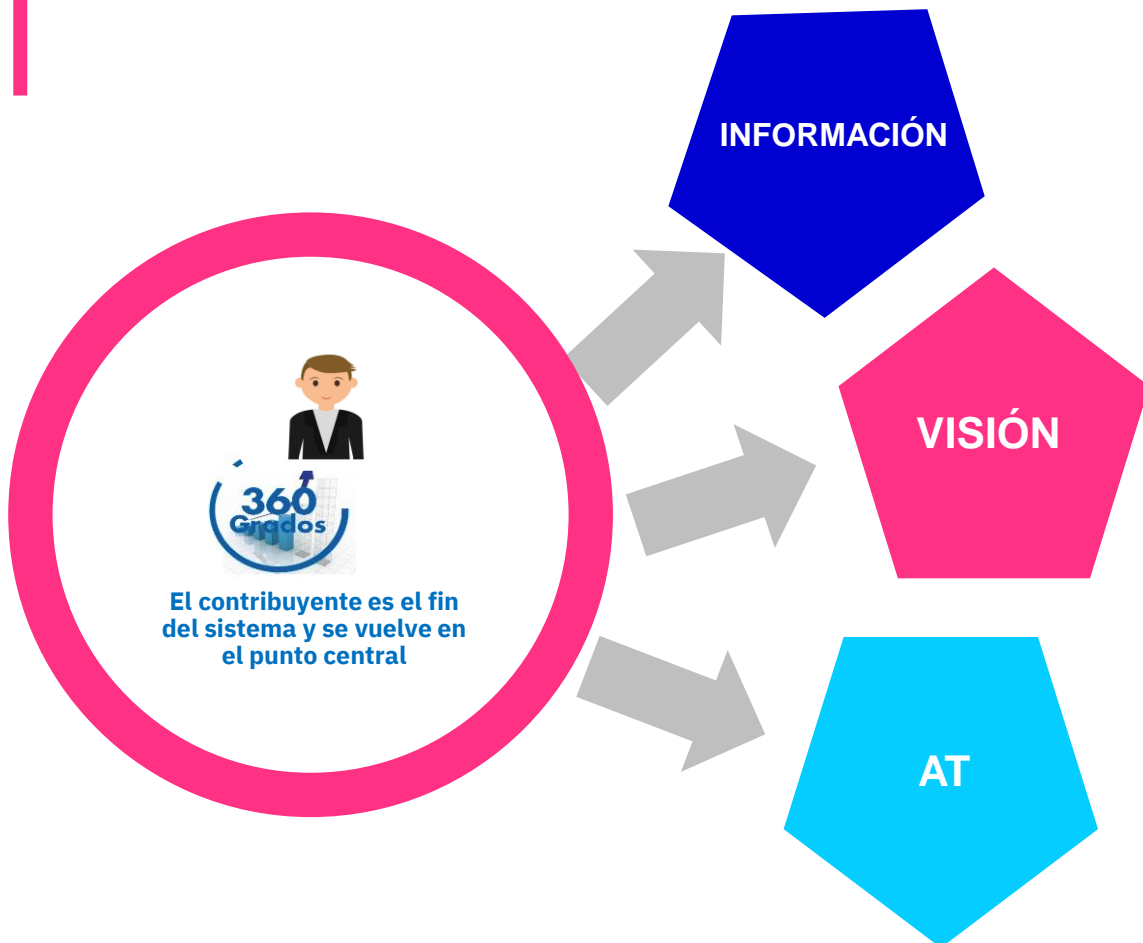 INFORMACIÓN
VISIÓN
360
Grados
El contribuyente es el fin
del sistema y se vuelve en
el punto central
AT